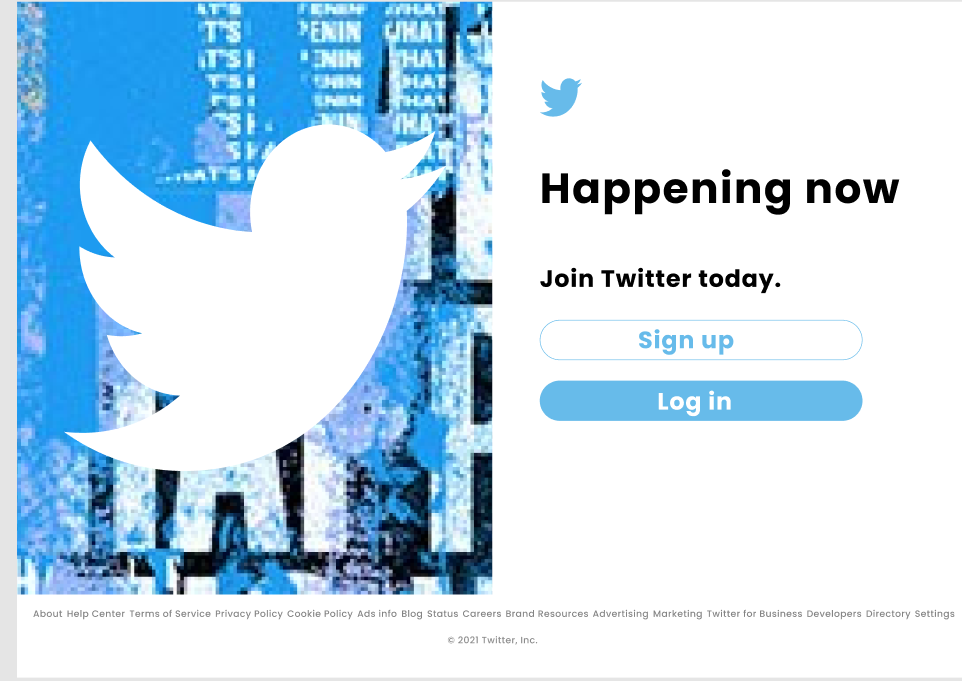 Happening now
Join Twitter today.
Sign up
Log in
About Help Center Terms of Service Privacy Policy Cookie Policy Ads info Blog Status Careers Brand Resources Advertising Marketing Twitter for Business Developers Directory Settings
© 2021 Twitter, Inc.